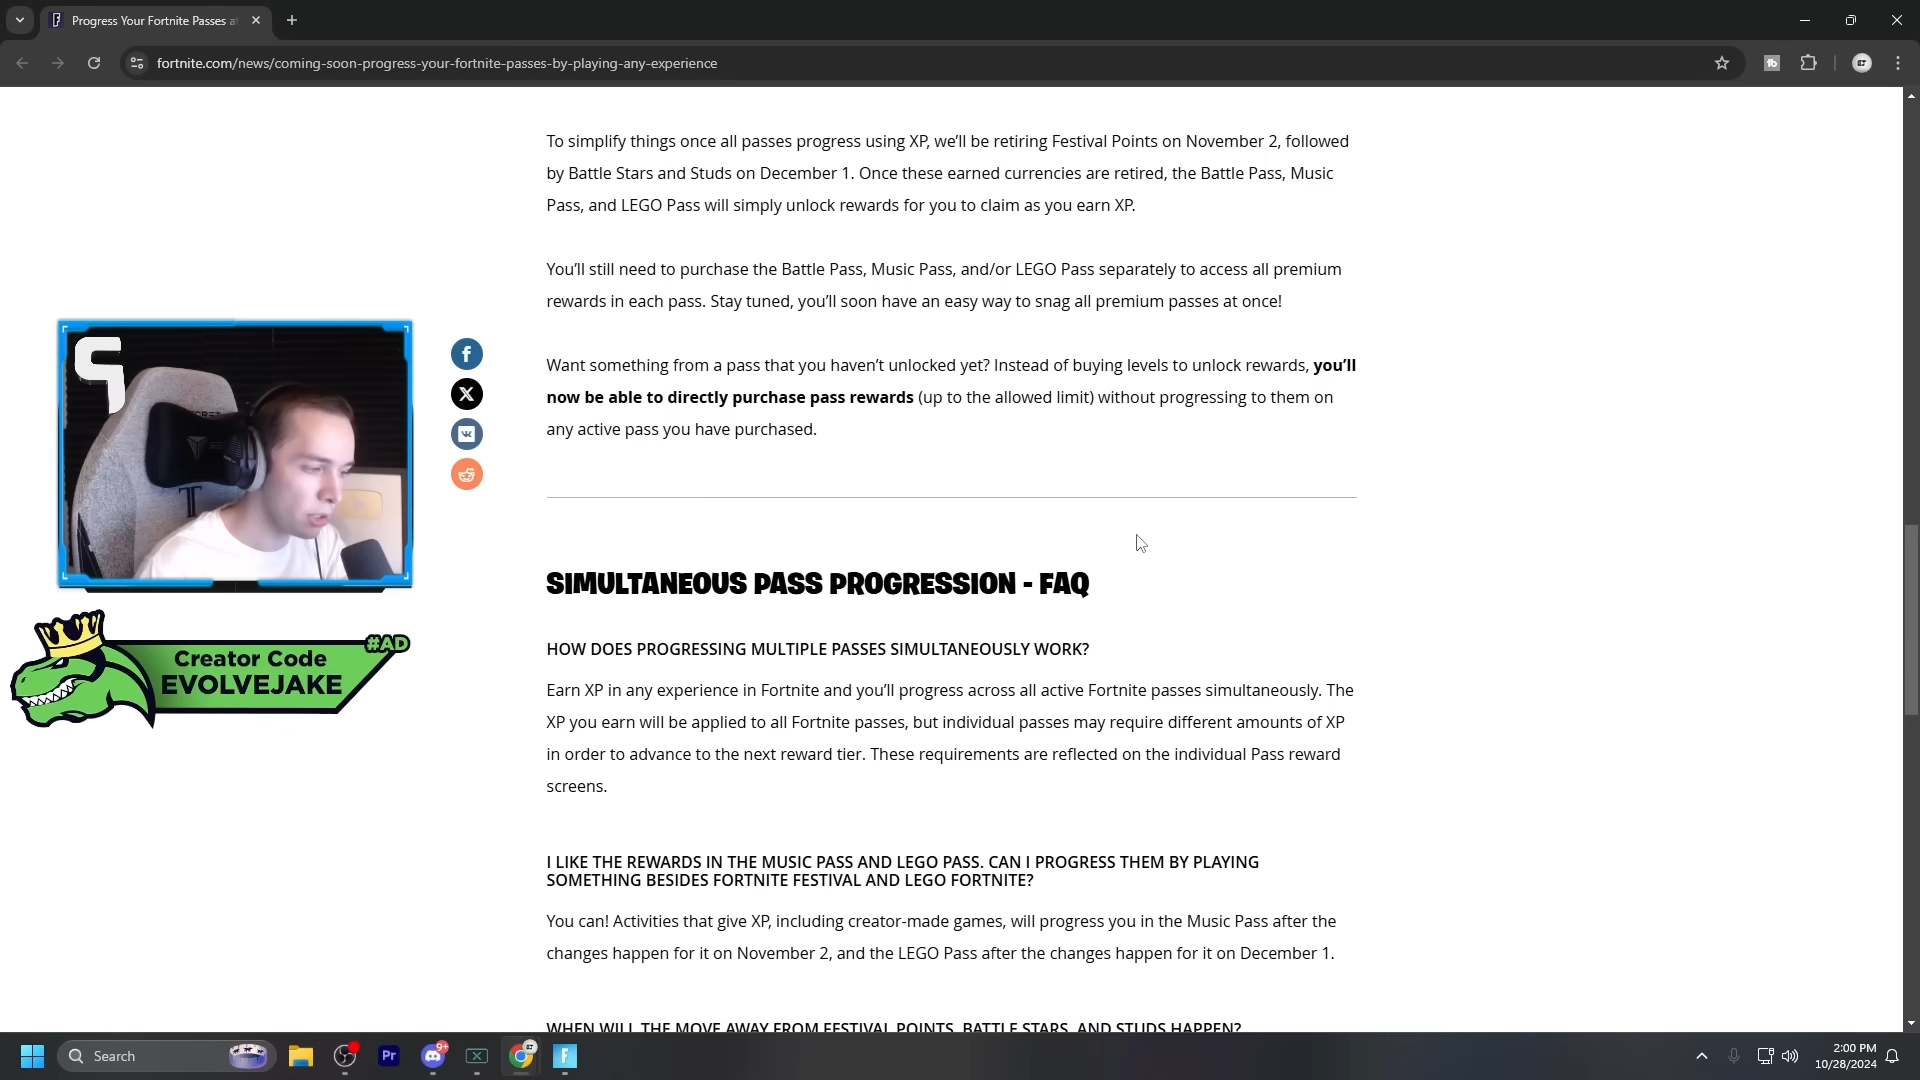 Progress Your Fortnite Passes a
fortnite.com/news/coming-soon-progress-your-fortnite-passes-by-playing-any-experience
To simplify things once all passes progress using XP, we’ll be retiring Festival Points on November 2, followed
by Battle Stars and Studs on December 1. Once these earned currencies are retired, the Battle Pass, Music
Pass, and LEGO Pass will simply unlock rewards for you to claim as you earn XP.
You’ll still need to purchase the Battle Pass, Music Pass, and/or LEGO Pass separately to access all premium
rewards in each pass. Stay tuned, you’ll soon have an easy way to snag all premium passes at once!
Want something from a pass that you haven’t unlocked yet? Instead of buying levels to unlock rewards, you’ll
now be able to directly purchase pass rewards (up to the allowed limit) without progressing to them on
any active pass you have purchased.
#AD
Creator Code
EVOLVEJAKE
SIMULTANEOUS PASS PROGRESSION - FAQ
HOW DOES PROGRESSING MULTIPLE PASSES SIMULTANEOUSLY WORK?
Earn XP in any experience in Fortnite and you’ll progress across all active Fortnite passes simultaneously. The
XP you earn will be applied to all Fortnite passes, but individual passes may require different amounts of XP
in order to advance to the next reward tier. These requirements are reflected on the individual Pass reward
screens.
I LIKE THE REWARDS IN THE MUSIC PASS AND LEGO PASS. CAN I PROGRESS THEM BY PLAYING
SOMETHING BESIDES FORTNITE FESTIVAL AND LEGO FORTNITE?
You can! Activities that give XP, including creator-made games, will progress you in the Music Pass after the
changes happen for it on November 2, and the LEGO Pass after the changes happen for it on December 1.
WHEN WILL THE MOVE AWAY FROM FESTIVAL POINTS, BATTLE STARS, AND STUDS HAPPEN?
Search
Pr
9+
2:00 PM
10/28/2024